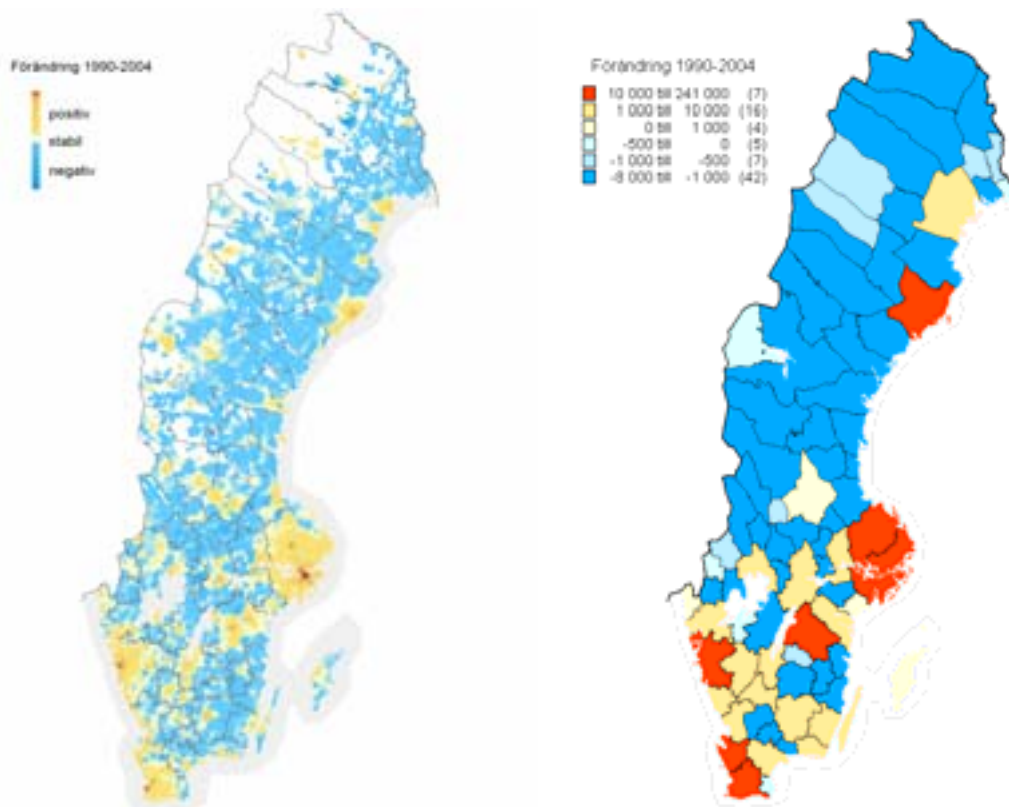 Förändring 1990-2004
positiv
stabil
negativ
Förändring 1990-2004
10 000 till 241 000 (7)
1 000 till 10 000 (16)
0 till 1 000 (4)
-500 till 0 (5)
-1 000 till -500 (7)
-8 000 till -1 000 (42)